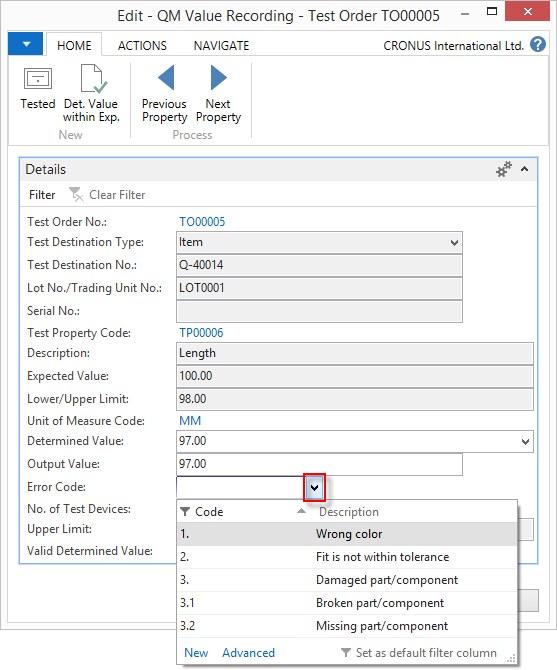 Edit - QM Value Recording - Test Order TO00005
HOME ACTIONS NAVIGATE CRONUS International Ltd. ?
Tested Det. Value within Exp. Previous Property Next Property
New Process
Details
Filter Clear Filter
Test Order No.: TO00005
Test Destination Type: Item
Test Destination No.: Q-40014
Lot No./Trading Unit No.: LOT0001
Serial No.:
Test Property Code: TP00006
Description: Length
Expected Value: 100.00
Lower/Upper Limit: 98.00
Unit of Measure Code: MM
Determined Value: 97.00
Output Value: 97.00
Error Code:
No. of Test Devices:
Upper Limit:
Valid Determined Value:
Code Description
1. Wrong color
2. Fit is not within tolerance
3. Damaged part/component
3.1 Broken part/component
3.2 Missing part/component
New Advanced Set as default filter column